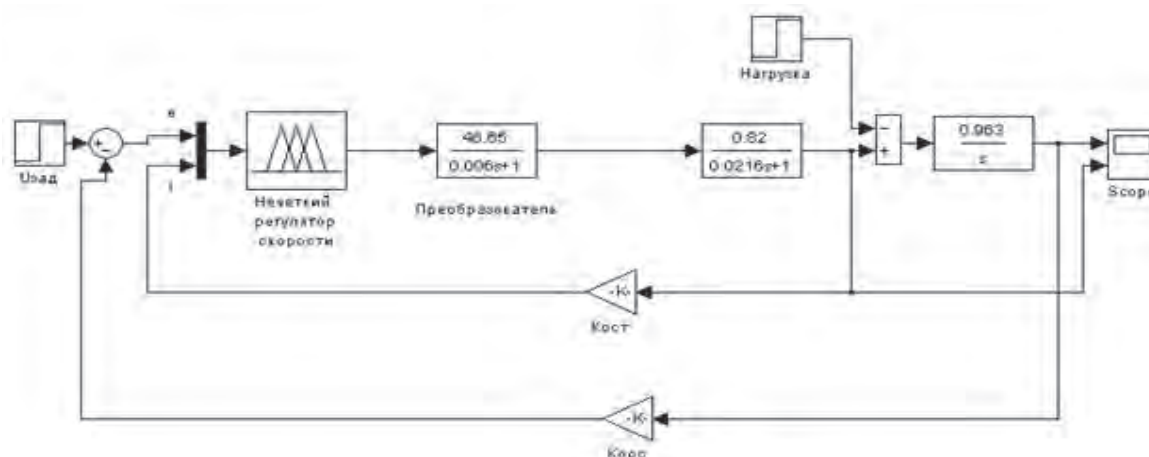 Нагрузка
e
46.65
0.82
0.963
0.006s+1
0.0216s+1
s
Uзад
i
Scope
Нечеткий
регулятор
скорости
Преобразователь
-K-
Кост
-K-